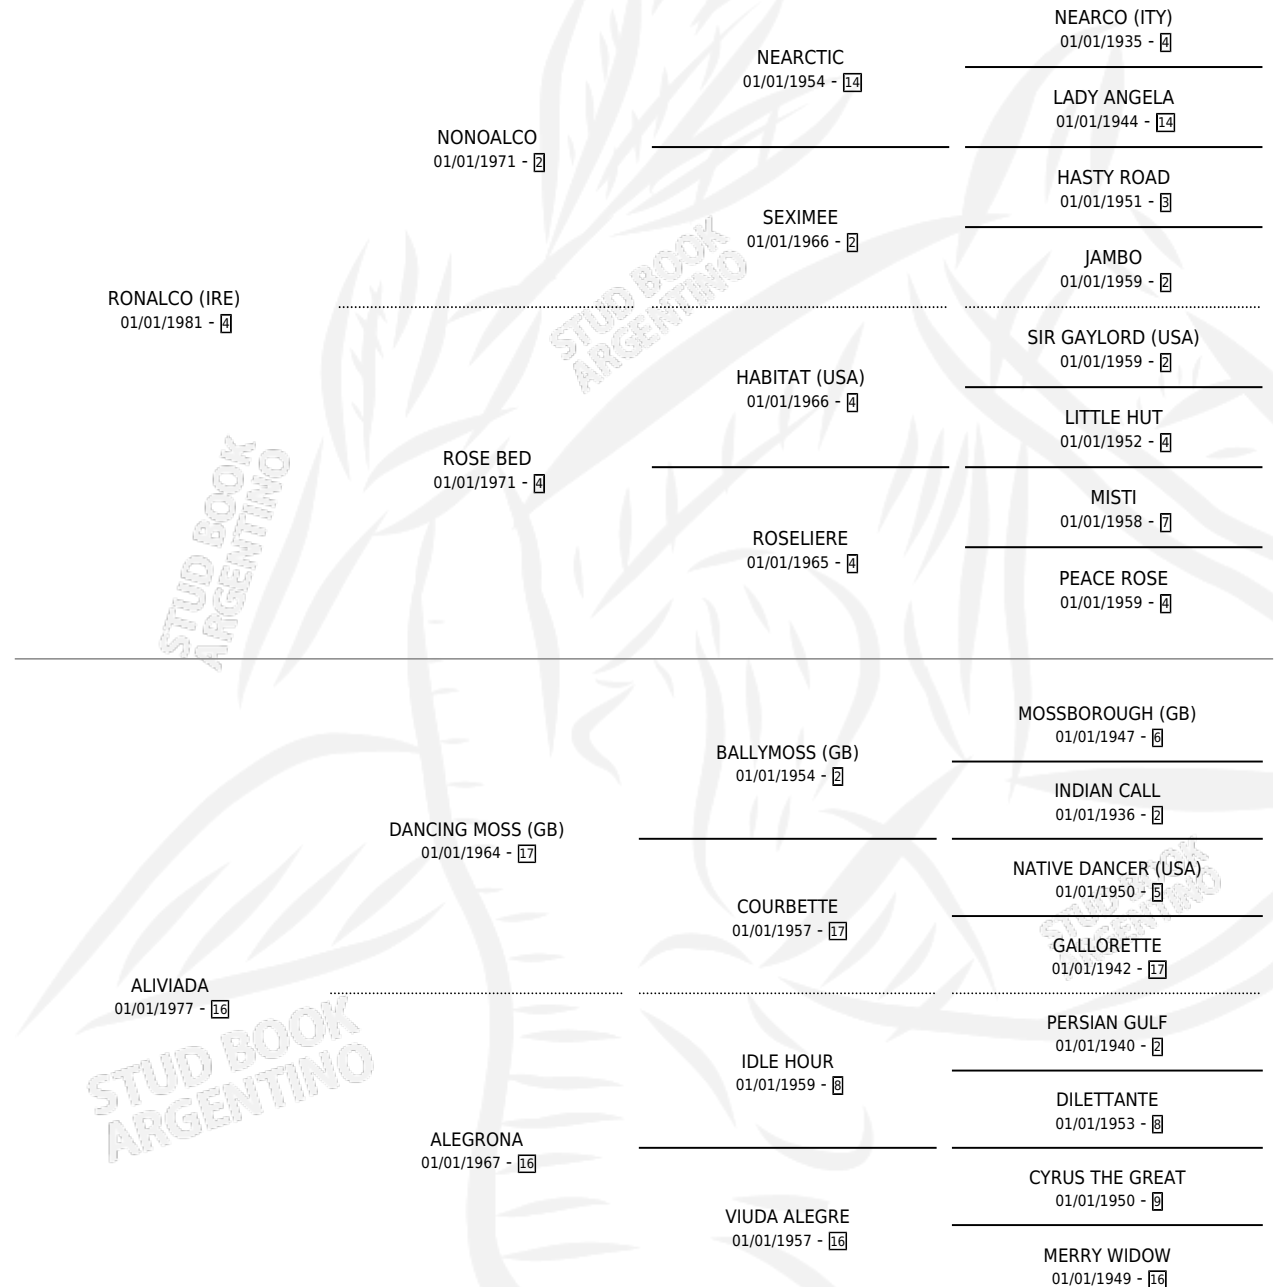 NEARCO (ITY)
01/01/1935 - 4
NEARCTIC
01/01/1954 - 14
LADY ANGELA
01/01/1944 - 14
NONOALCO
01/01/1971 - 2
HASTY ROAD
01/01/1951 - 3
SEXIMEE
01/01/1966 - 2
JAMBO
01/01/1959 - 2
RONALCO (IRE)
01/01/1981 - 4
SIR GAYLORD (USA)
01/01/1959 - 2
HABITAT (USA)
01/01/1966 - 4
LITTLE HUT
01/01/1952 - 4
ROSE BED
01/01/1971 - 4
MISTI
01/01/1958 - 7
ROSELIERE
01/01/1965 - 4
PEACE ROSE
01/01/1959 - 4
STUD BOOK
ARGENTINO
STUD BOOK
ARGENTINO
MOSSBOROUGH (GB)
01/01/1947 - 6
BALLYMOSS (GB)
01/01/1954 - 2
INDIAN CALL
01/01/1936 - 2
DANCING MOSS (GB)
01/01/1964 - 17
NATIVE DANCER (USA)
01/01/1950 - 5
COURBETTE
01/01/1957 - 17
GALLORETTE
01/01/1942 - 17
STUD BOOK
ARGENTINO
ALIVIADA
01/01/1977 - 16
PERSIAN GULF
01/01/1940 - 2
IDLE HOUR
01/01/1959 - 8
DILETTANTE
01/01/1953 - 8
STUD BOOK
ARGENTINO
ALEGRONA
01/01/1967 - 16
CYRUS THE GREAT
01/01/1950 - 9
VIUDA ALEGRE
01/01/1957 - 16
MERRY WIDOW
01/01/1949 - 16